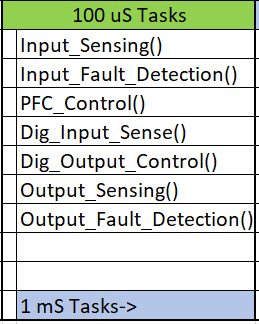 100 uS Tasks
Input_Sensing()
Input_Fault_Detection()
PFC_Control()
Dig_Input_Sense()
Dig_Output_Control()
Output_Sensing()
Output_Fault_Detection()
1 mS Tasks->